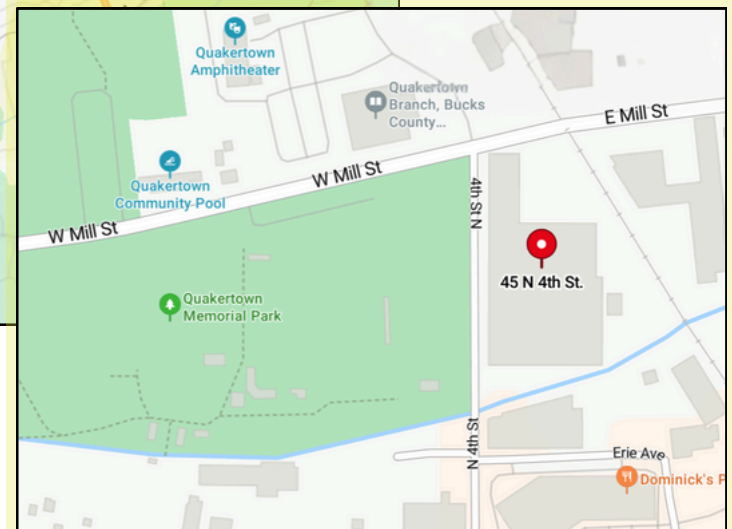 Quakertown
Amphitheater
Quakertown
Branch, Bucks
County...
E Mill St
W Mill St
Quakertown
Community Pool
4th St N
W Mill St
45 N 4th St.
Quakertown
Memorial Park
N 4th St
Erie Ave
Dominick's P